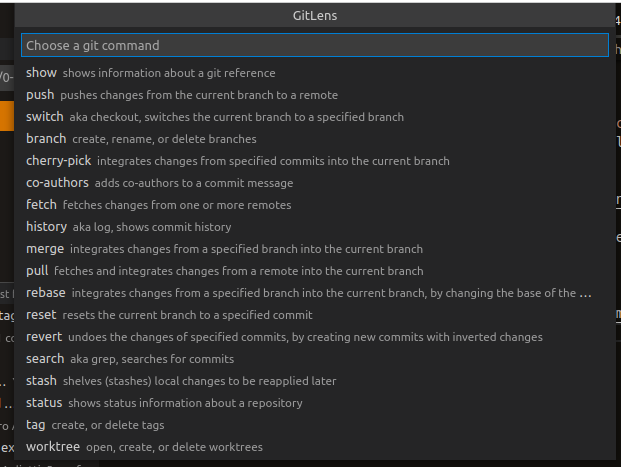 GitLens
Choose a git command
show shows information about a git reference
push pushes changes from the current branch to a remote
switch aka checkout, switches the current branch to a specified branch
branch create, rename, or delete branches
cherry-pick integrates changes from specified commits into the current branch
co-authors adds co-authors to a commit message
fetch fetches changes from one or more remotes
history aka log, shows commit history
merge integrates changes from a specified branch into the current branch
pull fetches and integrates changes from a remote into the current branch
rebase integrates changes from a specified branch into the current branch, by changing the base of the ...
reset resets the current branch to a specified commit
revert undoes the changes of specified commits, by creating new commits with inverted changes
search aka grep, searches for commits
stash shelves (stashes) local changes to be reapplied later
status shows status information about a repository
tag create, or delete tags
worktree open, create, or delete worktrees